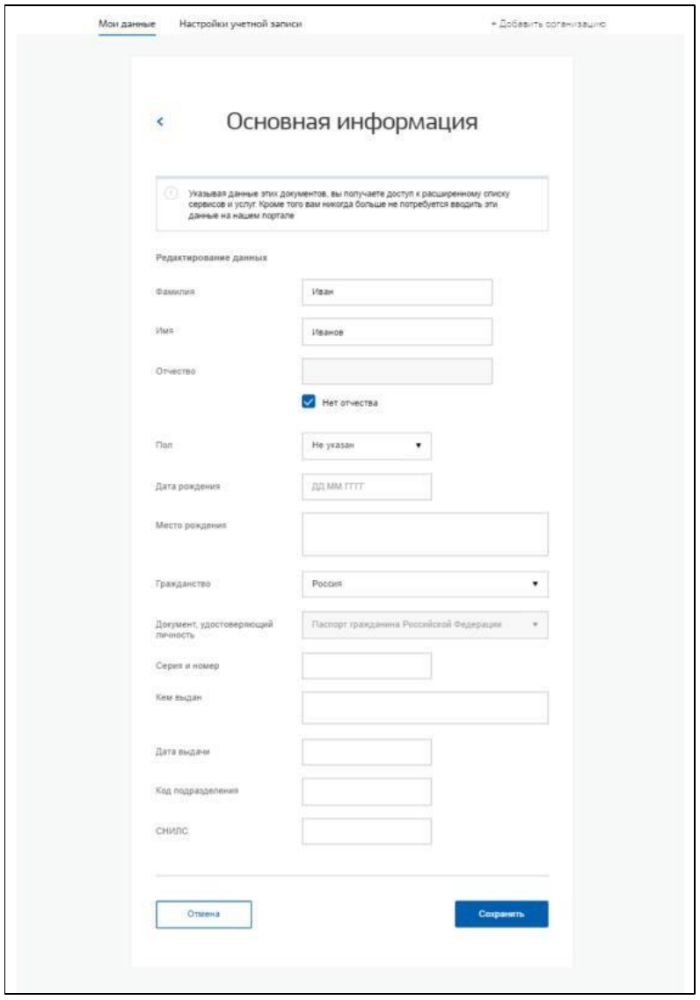 Мои данные
Настройки учетной записи
+ Добавить организацию
Основная информация
Указывая данные этих документов, вы получаете доступ к расширенному списку
сервисов и услуг. Кроме того вам никогда больше не потребуется вводить эти
данные на нашем портале
Редактирование данных
Фамилия
Иван
Имя
Иванов
Отчество
Нет отчества
Пол
Не указан
Дата рождения
ДД.ММ.ГГГГ
Место рождения
Гражданство
Россия
Документ, удостоверяющий
личность
Паспорт гражданина Российской Федерации
Серия и номер
Кем выдан
Дата выдачи
Код подразделения
СНИЛС
Отмена
Сохранить